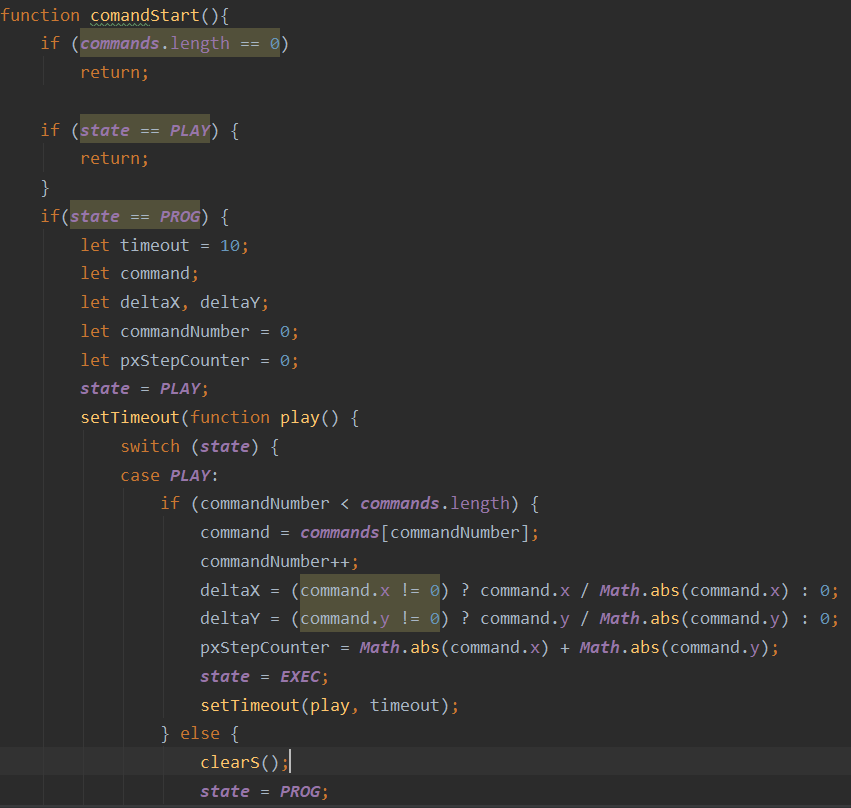 function comandStart(){
    if (commands.length == 0)
        return;

    if (state == PLAY) {
        return;
    }
    if(state == PROG) {
        let timeout = 10;
        let command;
        let deltaX, deltaY;
        let commandNumber = 0;
        let pxStepCounter = 0;
        state = PLAY;
        setTimeout(function play() {
            switch (state) {
            case PLAY:
                if (commandNumber < commands.length) {
                    command = commands[commandNumber];
                    commandNumber++;
                    deltaX = (command.x != 0) ? command.x / Math.abs(command.x) : 0;
                    deltaY = (command.y != 0) ? command.y / Math.abs(command.y) : 0;
                    pxStepCounter = Math.abs(command.x) + Math.abs(command.y);
                    state = EXEC;
                    setTimeout(play, timeout);
                } else {
                    clearS();
                    state = PROG;